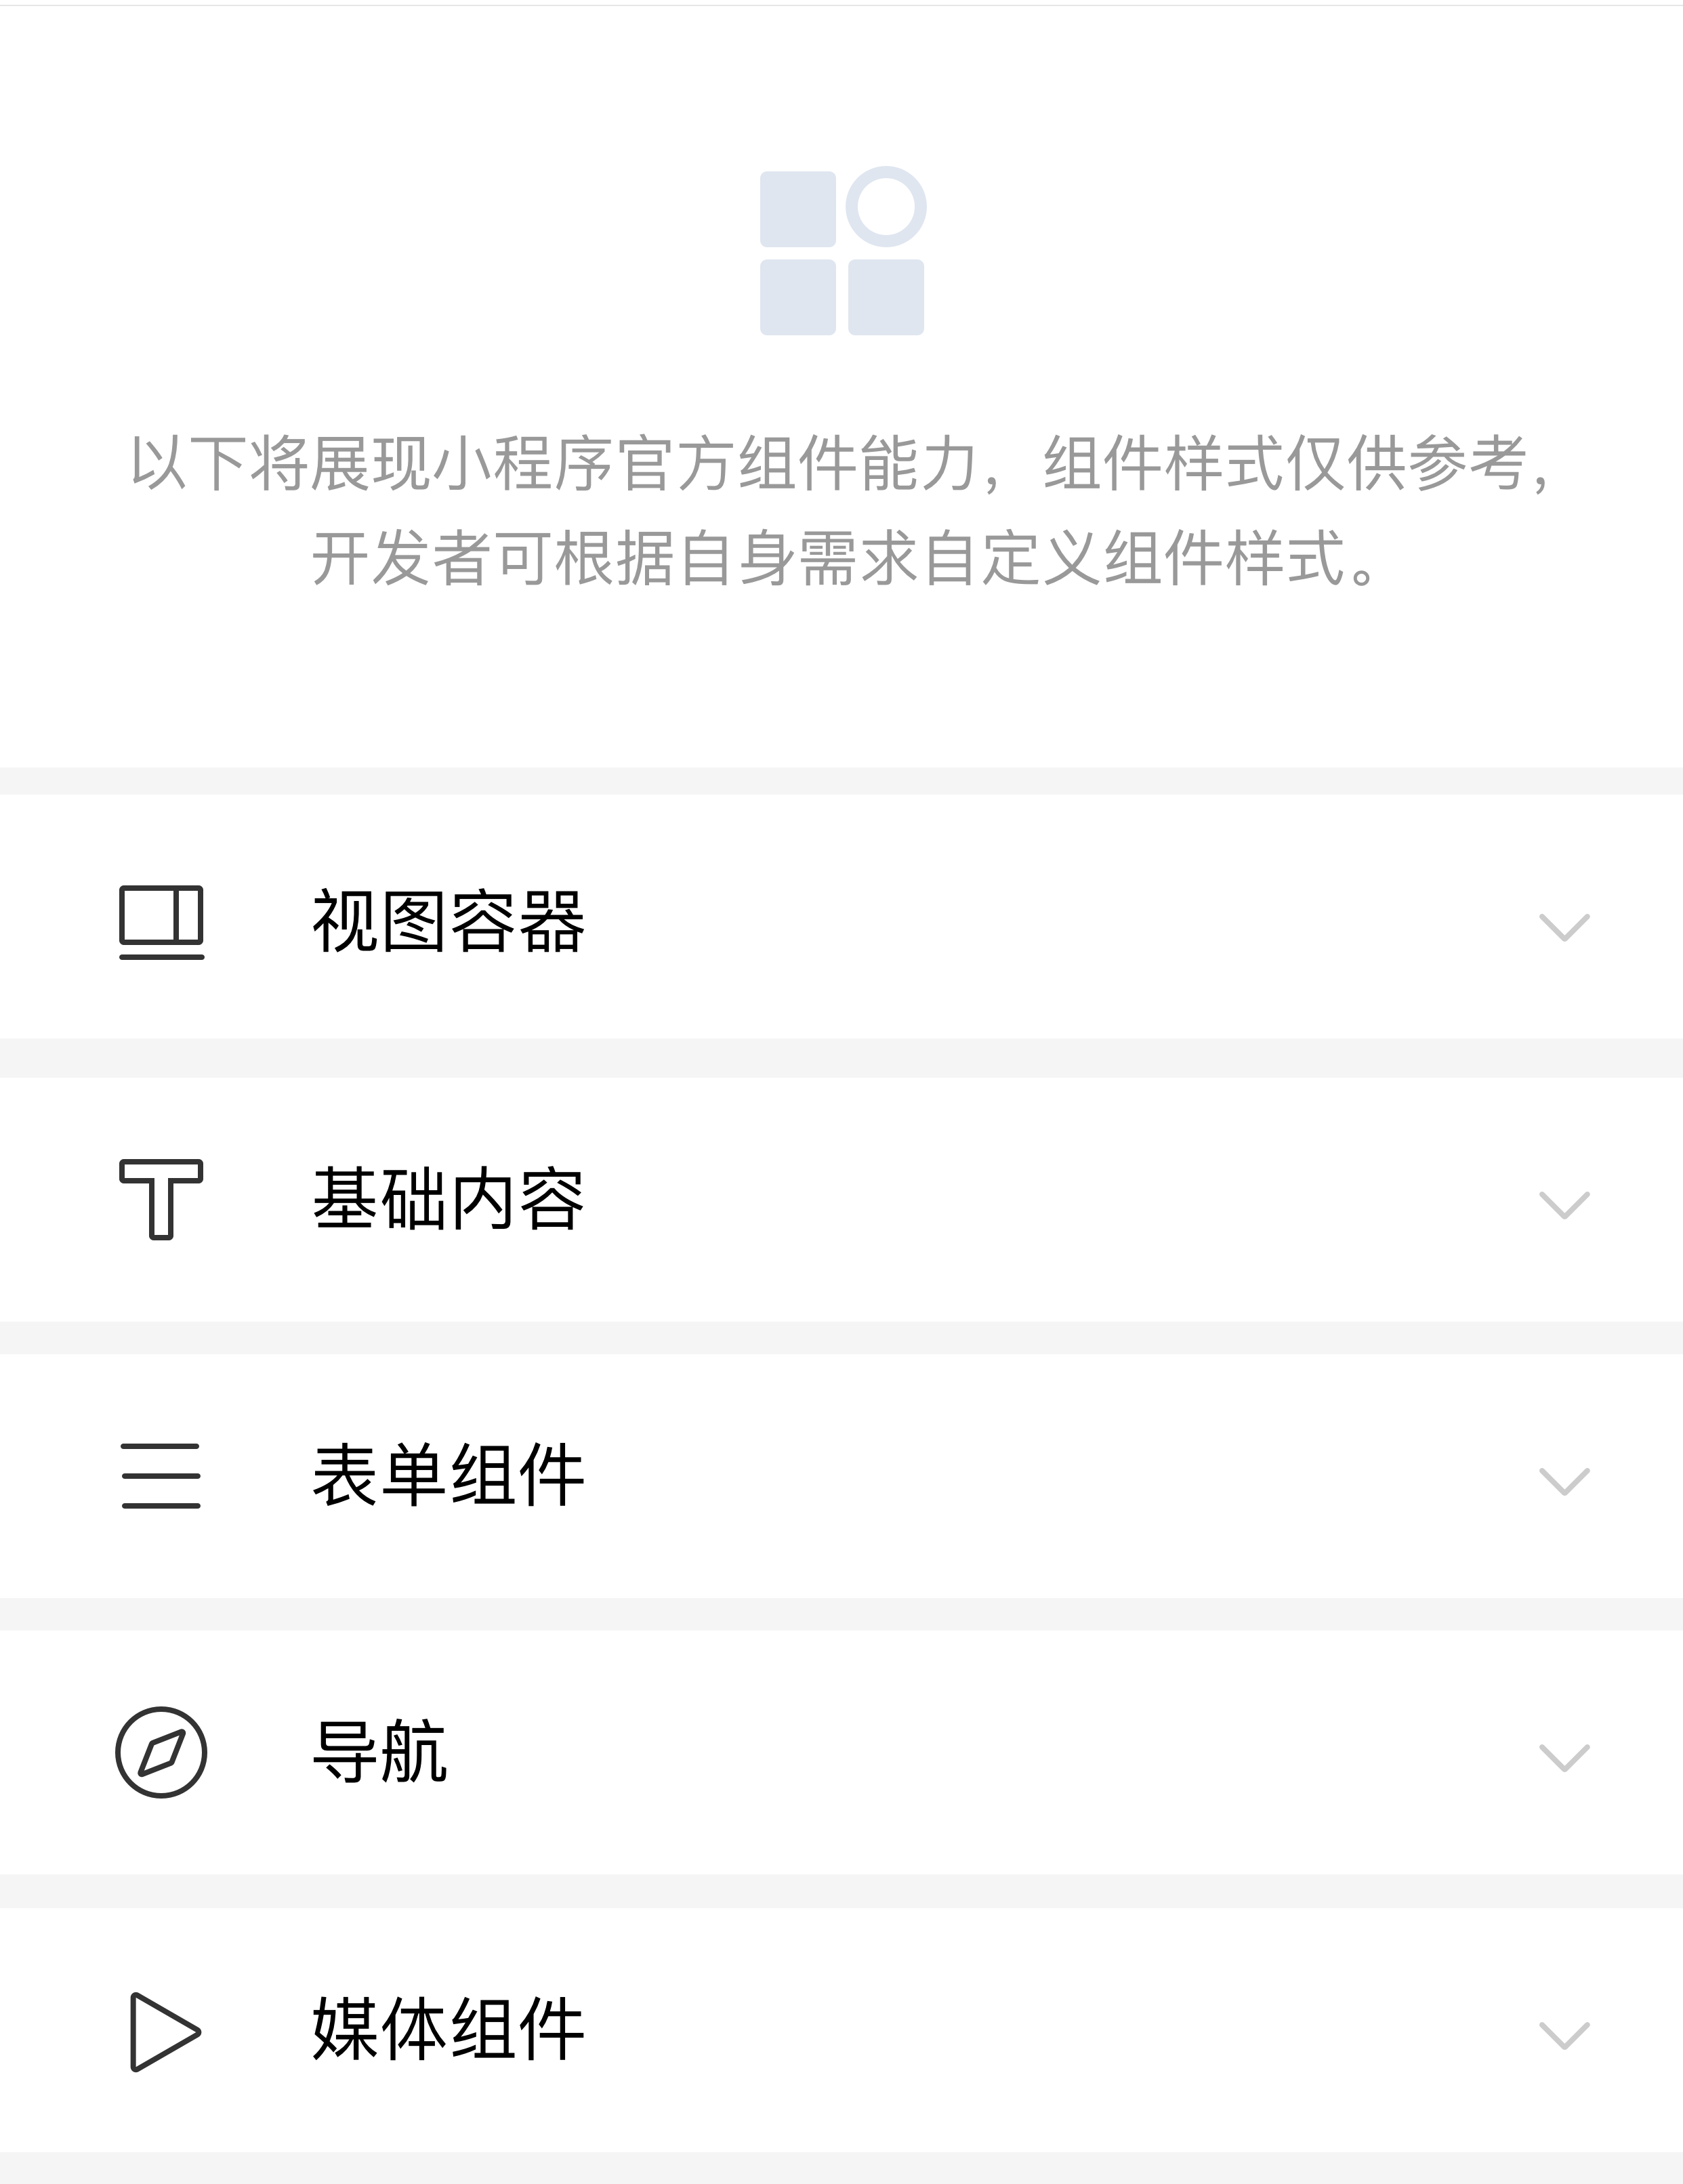 以下将展现小程序官方组件能力，组件样式仅供参考，
开发者可根据自身需求自定义组件样式。
视图容器
基础内容
表单组件
导航
媒体组件